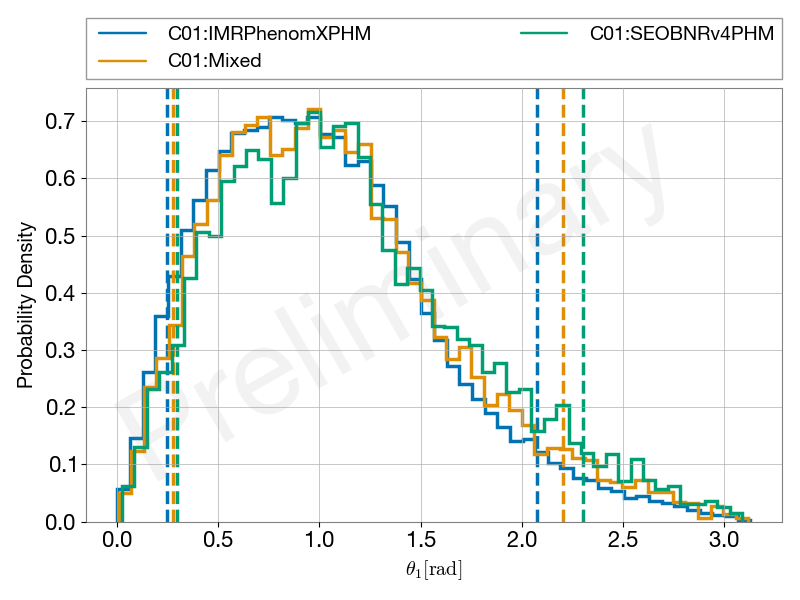 C01:IMRPhenomXPHM
C01:Mixed
C01:SEOBNRv4PHM
Preliminary
Probability Density
0.7
0.6
0.5
0.4
0.3
0.2
0.1
0.0
0.0 0.5 1.0 1.5 2.0 2.5 3.0
θ₁[rad]